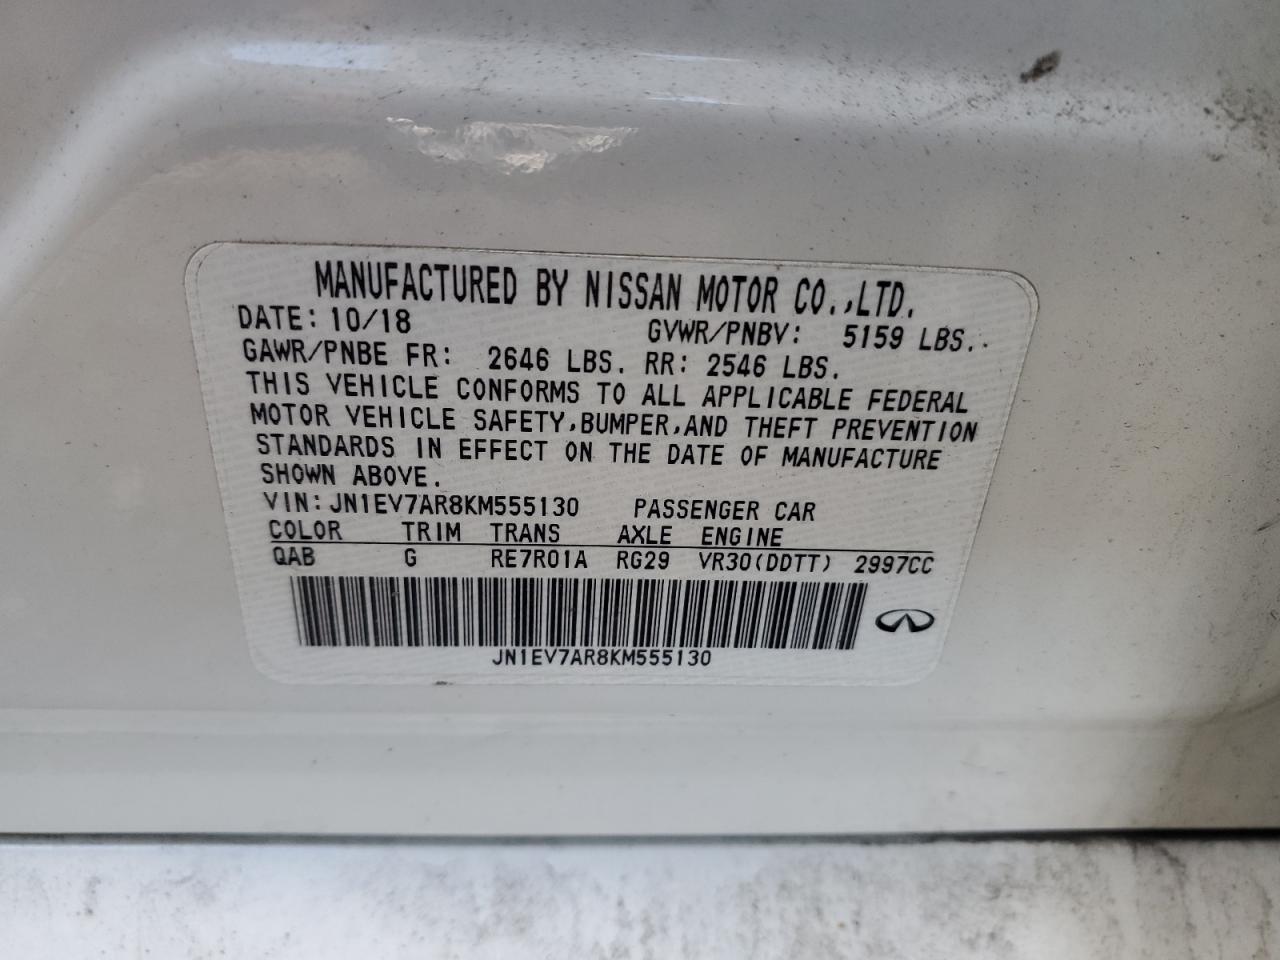 MANUFACTURED BY NISSAN MOTOR CO.,LTD.
DATE: 10/18 GVWR/PNBV: 5159 LBS.
GAWR/PNBE FR: 2646 LBS. RR: 2546 LBS.
THIS VEHICLE CONFORMS TO ALL APPLICABLE FEDERAL
MOTOR VEHICLE SAFETY,BUMPER,AND THEFT PREVENTION
STANDARDS IN EFFECT ON THE DATE OF MANUFACTURE
SHOWN ABOVE.
VIN: JN1EV7AR8KM555130 PASSENGER CAR
COLOR TRIM TRANS AXLE ENGINE
QAB G RE7R01A RG29 VR30(DDTT) 2997CC
JN1EV7AR8KM555130